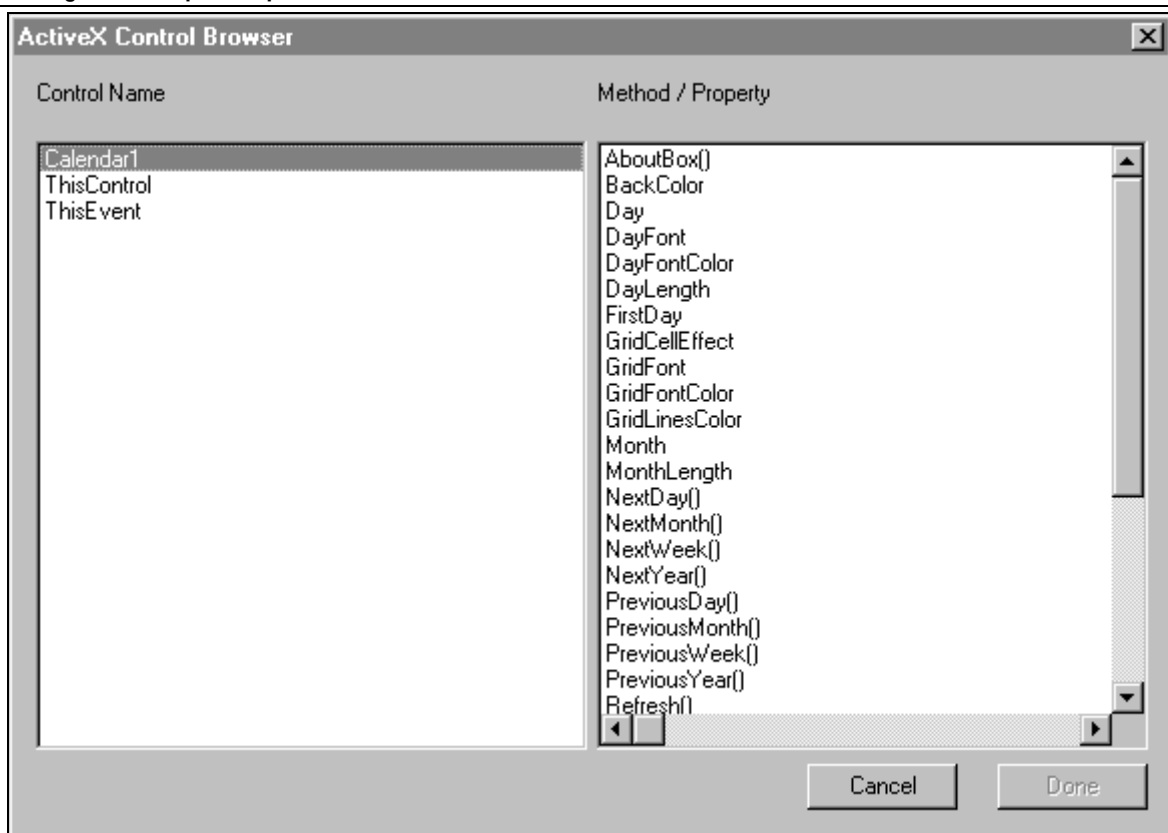 ActiveX Control Browser
Control Name
Method / Property
Calendar1
ThisControl
ThisEvent
AboutBox()
BackColor
Day
DayFont
DayFontColor
DayLength
FirstDay
GridCellEffect
GridFont
GridFontColor
GridLinesColor
Month
MonthLength
NextDay()
NextMonth()
NextWeek()
NextYear()
PreviousDay()
PreviousMonth()
PreviousWeek()
PreviousYear()
Refresh()
Cancel
Done